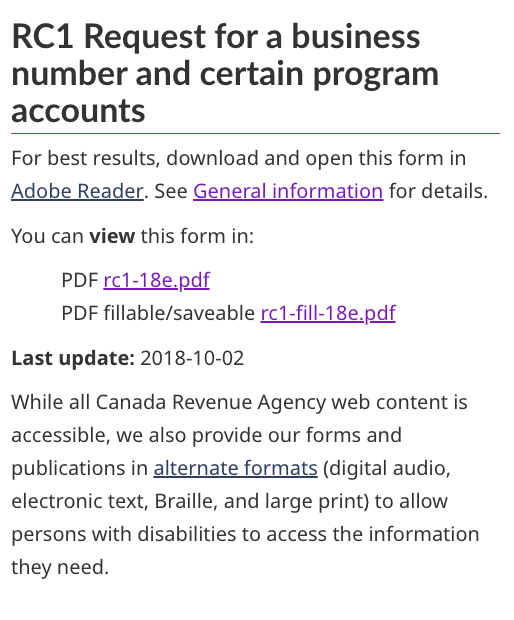 RC1 Request for a business
number and certain program
accounts
For best results, download and open this form in
Adobe Reader. See General information for details.
You can view this form in:
PDF rc1-18e.pdf
PDF fillable/saveable rc1-fill-18e.pdf
Last update: 2018-10-02
While all Canada Revenue Agency web content is
accessible, we also provide our forms and
publications in alternate formats (digital audio,
electronic text, Braille, and large print) to allow
persons with disabilities to access the information
they need.